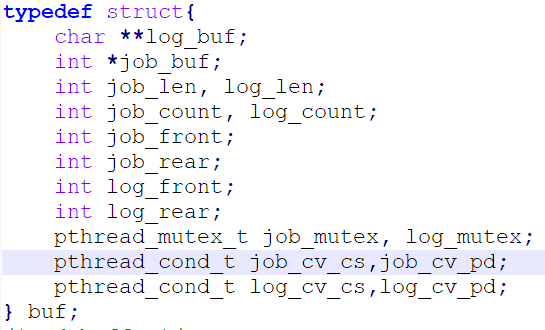 typedef struct{
    char **log_buf;
    int *job_buf;
    int job_len, log_len;
    int job_count, log_count;
    int job_front;
    int job_rear;
    int log_front;
    int log_rear;
    pthread_mutex_t job_mutex, log_mutex;
    pthread_cond_t job_cv_cs,job_cv_pd;
    pthread_cond_t log_cv_cs,log_cv_pd;
} buf;